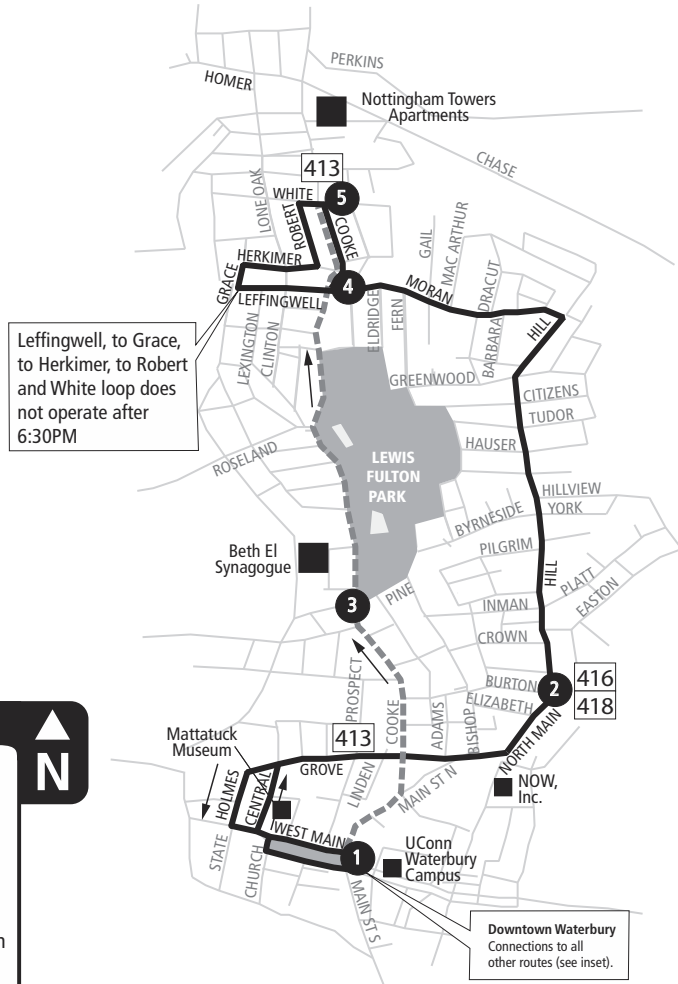 PERKINS
HOMER
Nottingham Towers
Apartments
CHASE
413
WHITE
5
LONE OAK
ROBERT
COOKE
GAIL
MAC ARTHUR
HERKIMER
GRACE
4
MORAN
DRACUT
LEFFINGWELL
ELDRIDGE
FERN
BARBARA
HILL
Leffingwell, to Grace,
to Herkimer, to Robert
and White loop does
not operate after
6:30PM
LEXINGTON
CLINTON
GREENWOOD
CITIZENS
TUDOR
HAUSER
ROSELAND
LEWIS
FULTON
PARK
HILLVIEW
YORK
BYRNESIDE
PILGRIM
Beth El
Synagogue
HILL
PLATT
EASTON
PINE
3
INMAN
CROWN
PROSPECT
BURTON
2
416
418
ELIZABETH
COOKE
ADAMS
BISHOP
NORTH MAIN
413
Mattatuck
Museum
GROVE
LINDEN
MAIN ST N
NOW,
Inc.
N
HOLMES
CENTRAL
WEST MAIN
STATE
CHURCH
1
UConn
Waterbury
Campus
MAIN ST S
Downtown Waterbury
Connections to all
other routes (see inset).